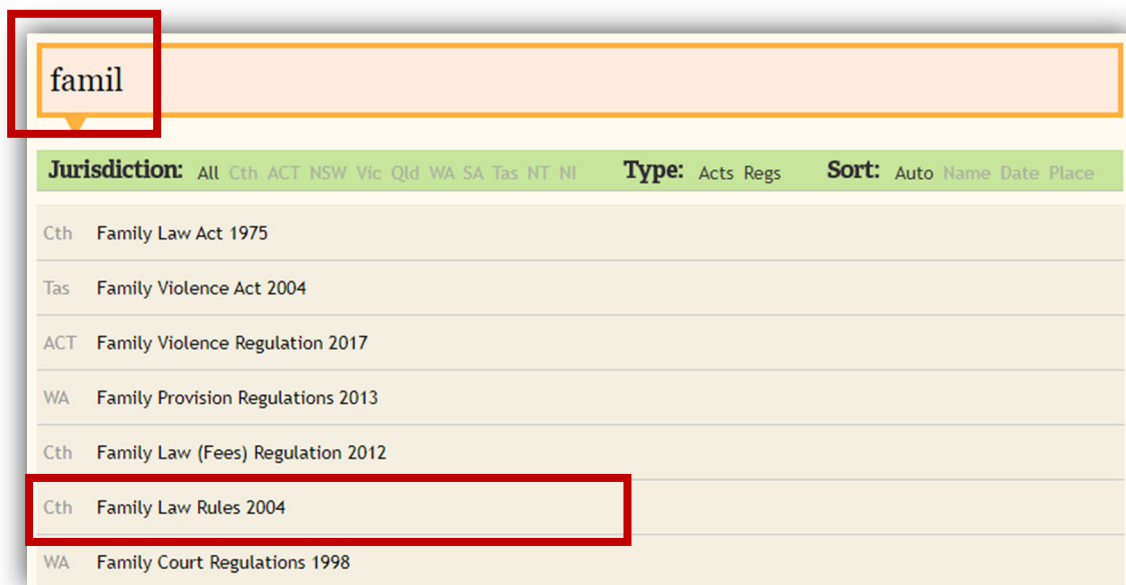 famil
Jurisdiction: All Cth ACT NSW Vic Qld WA SA Tas NT NI Type: Acts Regs Sort: Auto Name Date Place
Cth Family Law Act 1975
Tas Family Violence Act 2004
ACT Family Violence Regulation 2017
WA Family Provision Regulations 2013
Cth Family Law (Fees) Regulation 2012
Cth Family Law Rules 2004
WA Family Court Regulations 1998